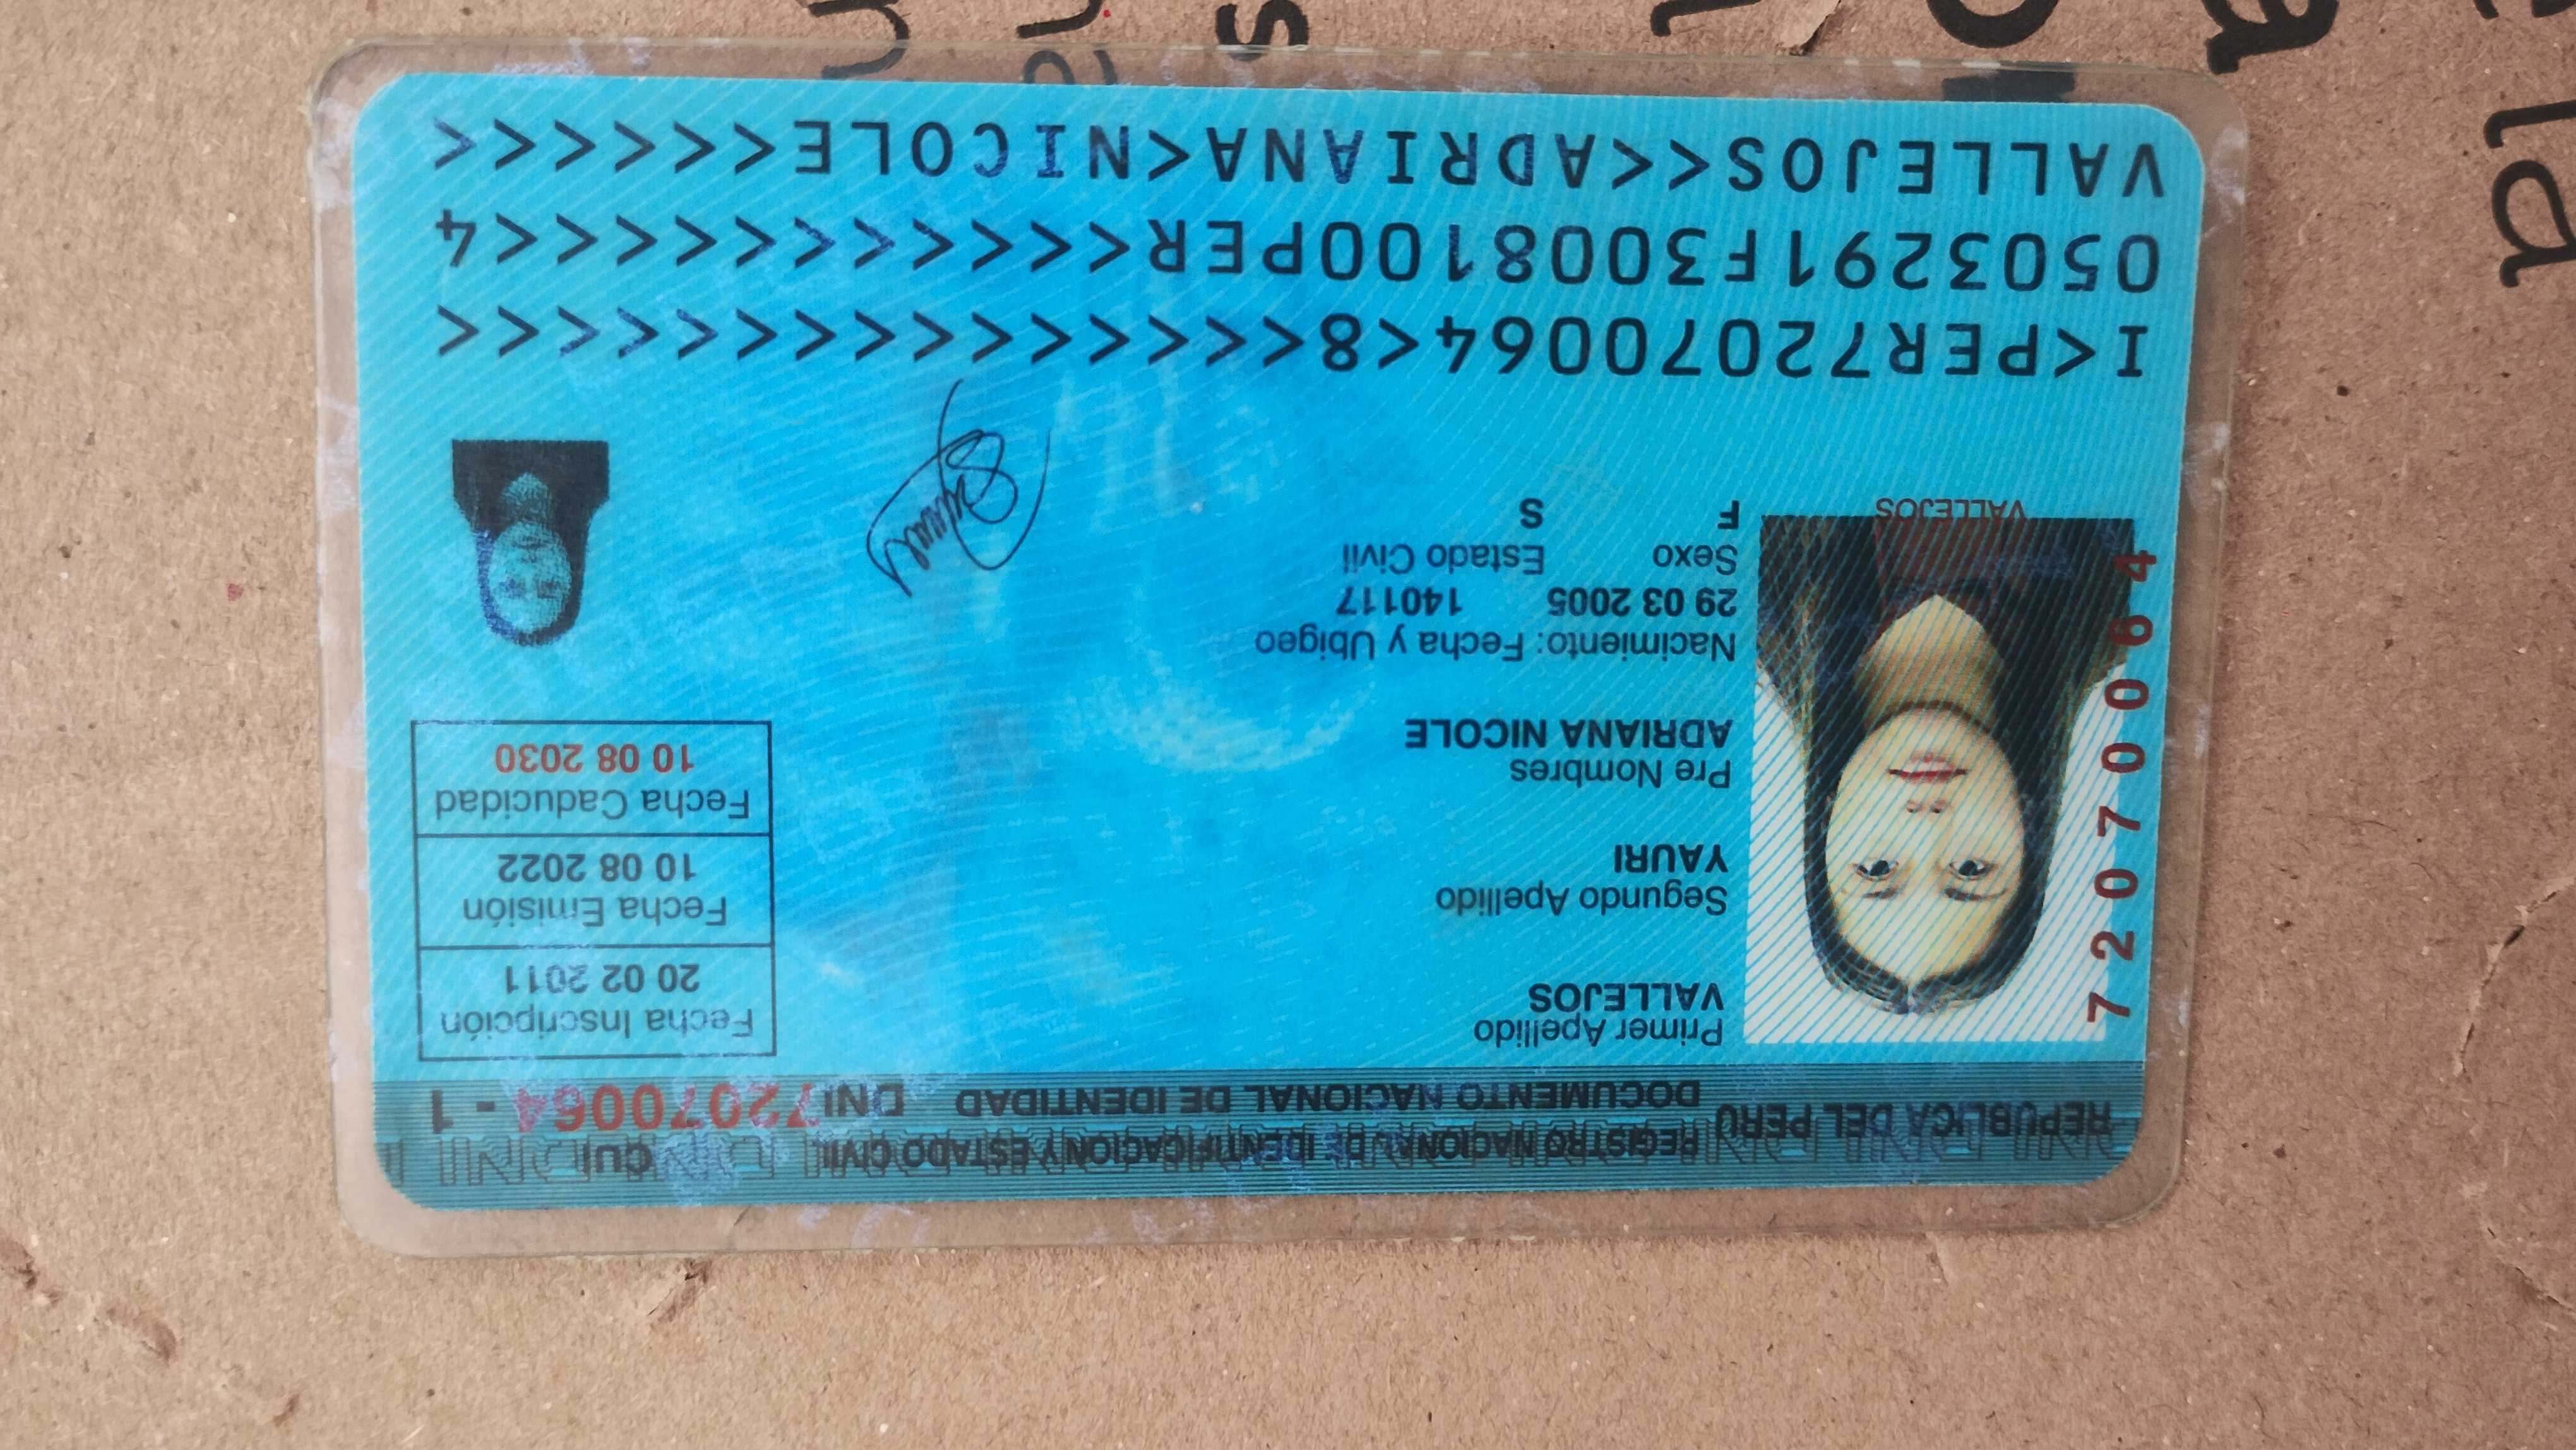 REGISTRO NACIONAL DE IDENTIFICACION Y ESTADO CIVIL CUI
REPUBLICA DEL PERU DOCUMENTO NACIONAL DE IDENTIDAD DNI 72070064 - 1
Primer Apellido
VALLEJOS
Segundo Apellido
YAURI
Pre Nombres
ADRIANA NICOLE
Nacimiento: Fecha y Ubigeo
29 03 2005 140117
Sexo Estado Civil
F S
Fecha Inscripción
20 02 2011
Fecha Emisión
10 08 2022
Fecha Caducidad
10 08 2030
72070064
VALLEJOS
I<PER72070064<8<<<<<<<<<<<<<<<
0503291F3008100PER<<<<<<<<<<<4
VALLEJOS<<ADRIANA<NICOLE<<<<<<